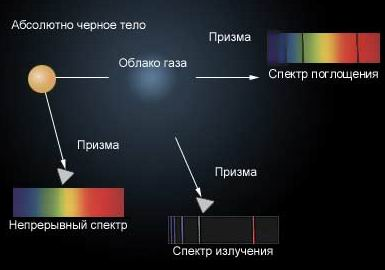 Абсолютно черное тело
Призма
Облако газа
Спектр поглощения
Призма
Призма
Непрерывный спектр
Спектр излучения